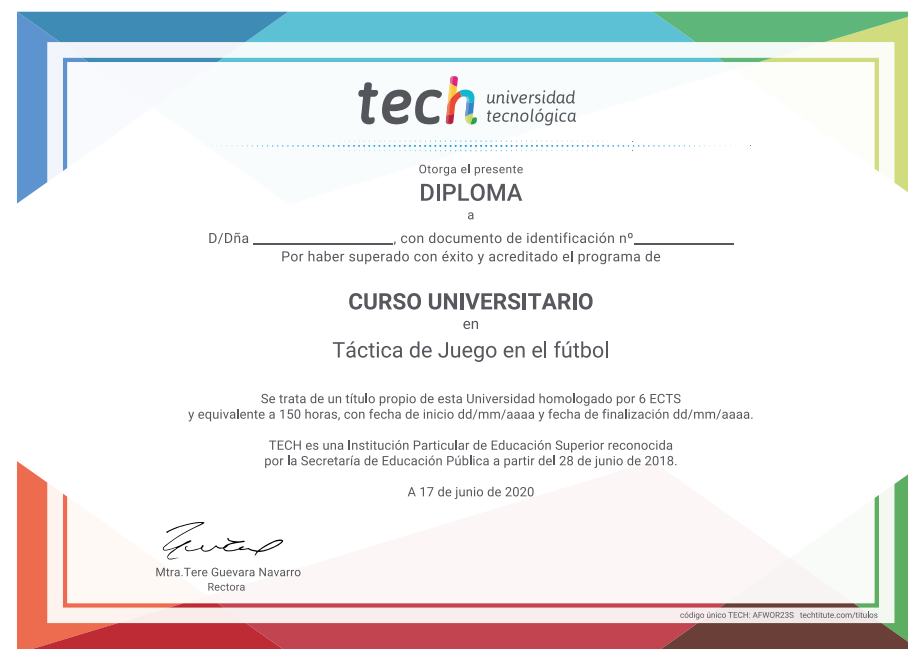 tech universidad
tecnológica
Otorga el presente
DIPLOMA
a
D/Dña ____________________, con documento de identificación nº______________
Por haber superado con éxito y acreditado el programa de
CURSO UNIVERSITARIO
en
Táctica de Juego en el fútbol
Se trata de un título propio de esta Universidad homologado por 6 ECTS
y equivalente a 150 horas, con fecha de inicio dd/mm/aaaa y fecha de finalización dd/mm/aaaa.
TECH es una Institución Particular de Educación Superior reconocida
por la Secretaría de Educación Pública a partir del 28 de junio de 2018.
A 17 de junio de 2020
Mtra.Tere Guevara Navarro
Rectora
código único TECH: AFWOR23S techtitute.com/titulos